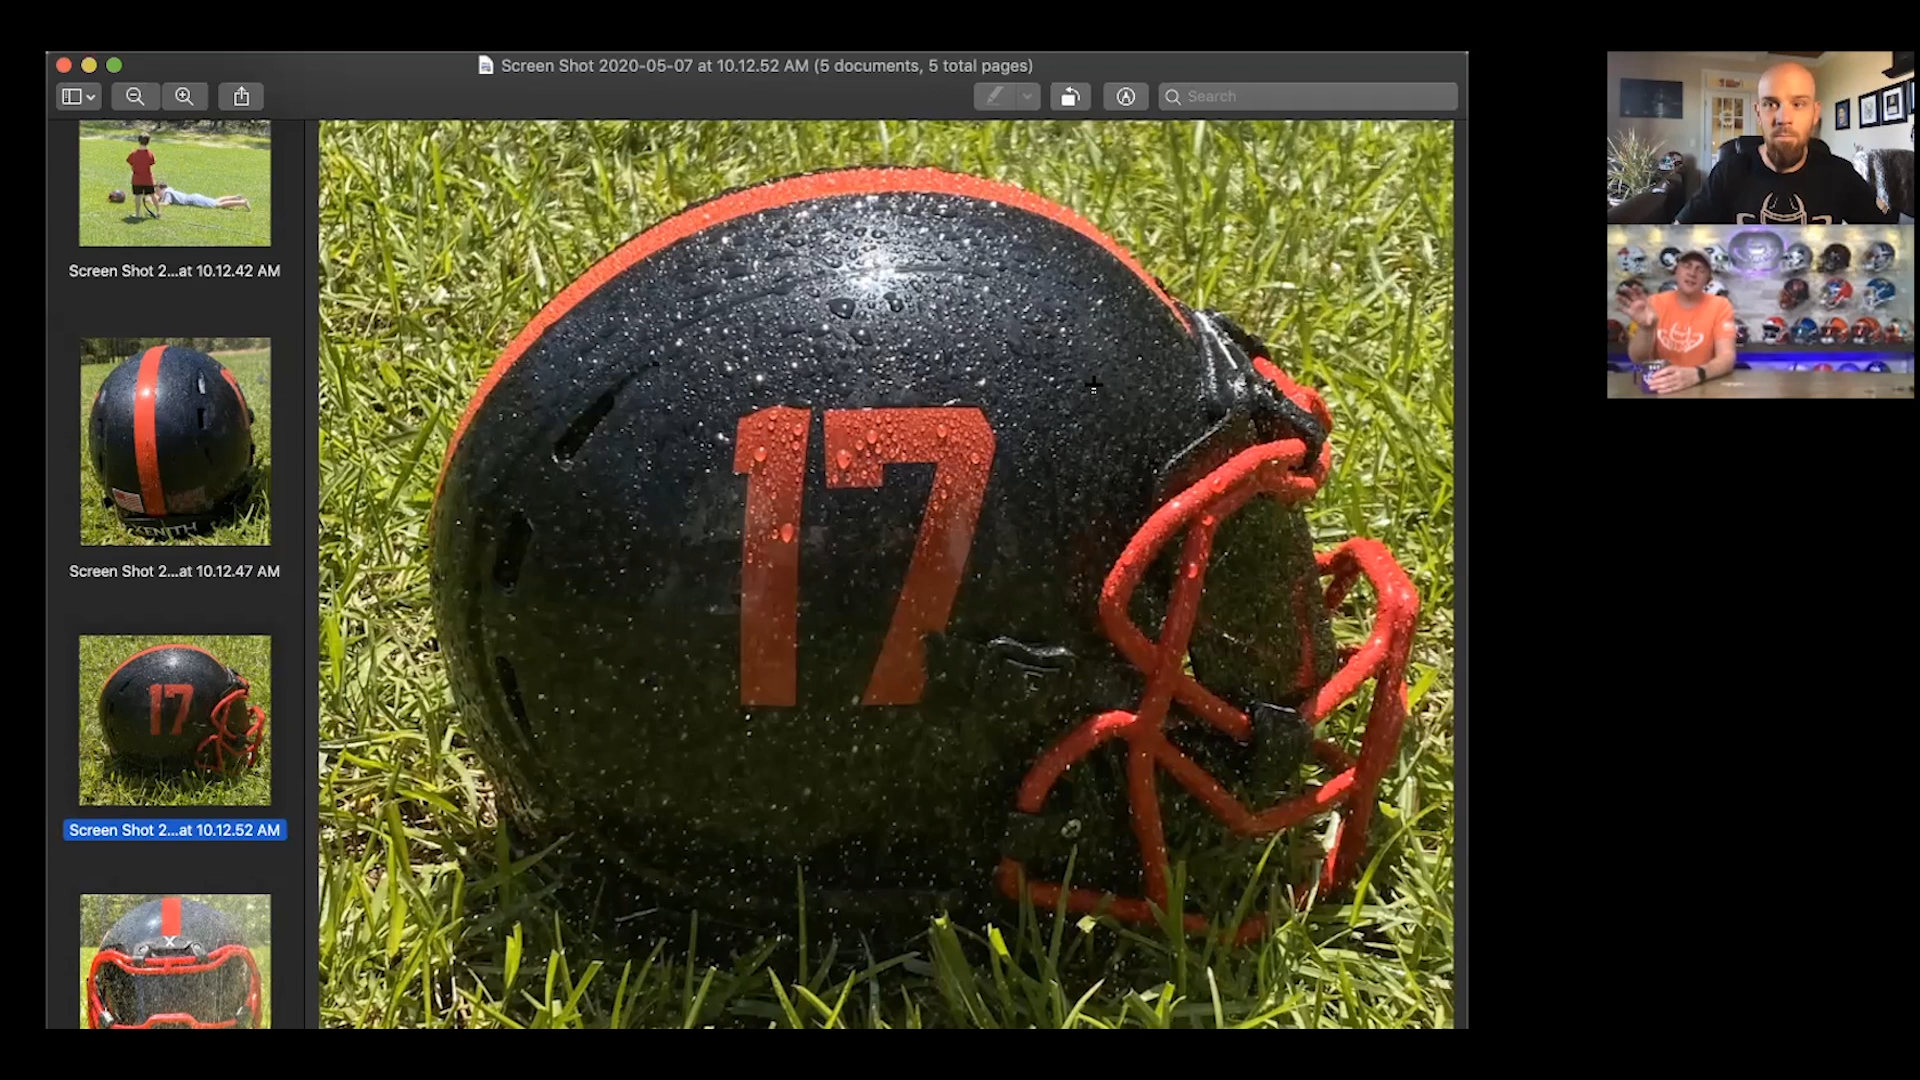 Screen Shot 2020-05-07 at 10.12.52 AM (5 documents, 5 total pages)
Search
Screen Shot 2...at 10.12.42 AM
XENITH
Screen Shot 2...at 10.12.47 AM
17
Screen Shot 2...at 10.12.52 AM
X
17